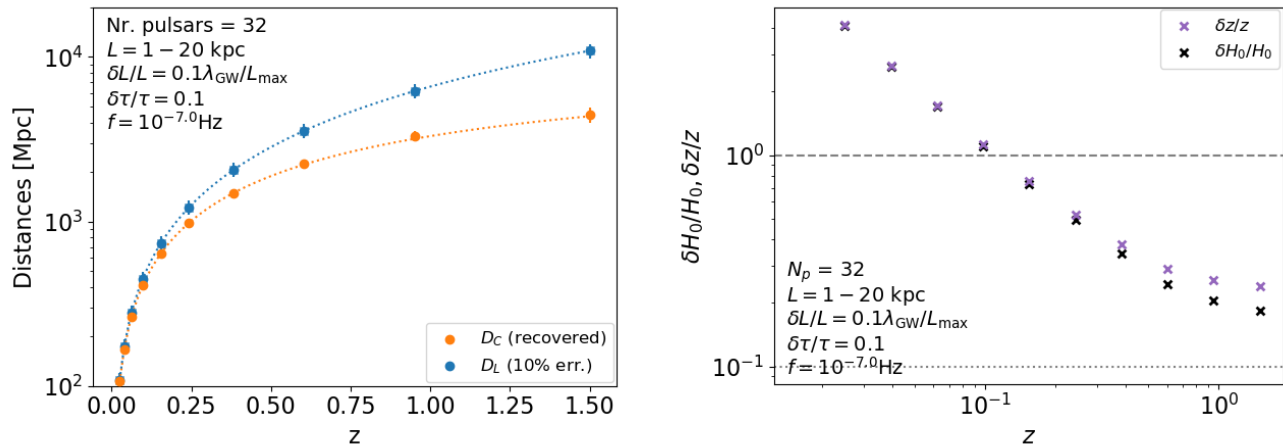 Nr. pulsars = 32
L = 1 − 20 kpc
δL/L = 0.1λ_GW/L_max
δτ/τ = 0.1
f = 10^−7.0 Hz
Distances [Mpc]
10^4
10^3
10^2
D_C (recovered)
D_L (10% err.)
0.00 0.25 0.50 0.75 1.00 1.25 1.50
z
δz/z
δH_0/H_0
δH_0/H_0, δz/z
10^0
10^−1
N_p = 32
L = 1 − 20 kpc
δL/L = 0.1λ_GW/L_max
δτ/τ = 0.1
f = 10^−7.0 Hz
10^−1 10^0
z